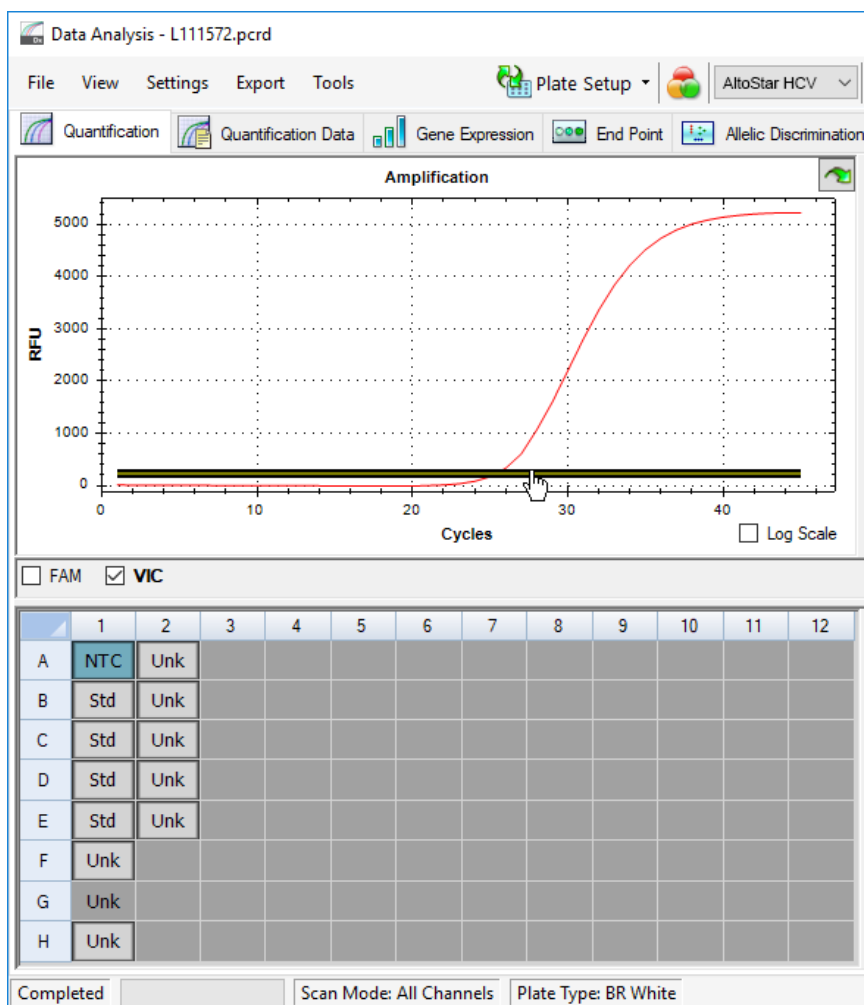 Data Analysis - L111572.pcrd
File View Settings Export Tools Plate Setup AltoStar HCV
Quantification Quantification Data Gene Expression End Point Allelic Discrimination
Amplification
5000
4000
3000
2000
1000
0
RFU
0 10 20 30 40
Cycles
Log Scale
FAM VIC
1 2 3 4 5 6 7 8 9 10 11 12
A NTC Unk
B Std Unk
C Std Unk
D Std Unk
E Std Unk
F Unk
G Unk
H Unk
Completed Scan Mode: All Channels Plate Type: BR White